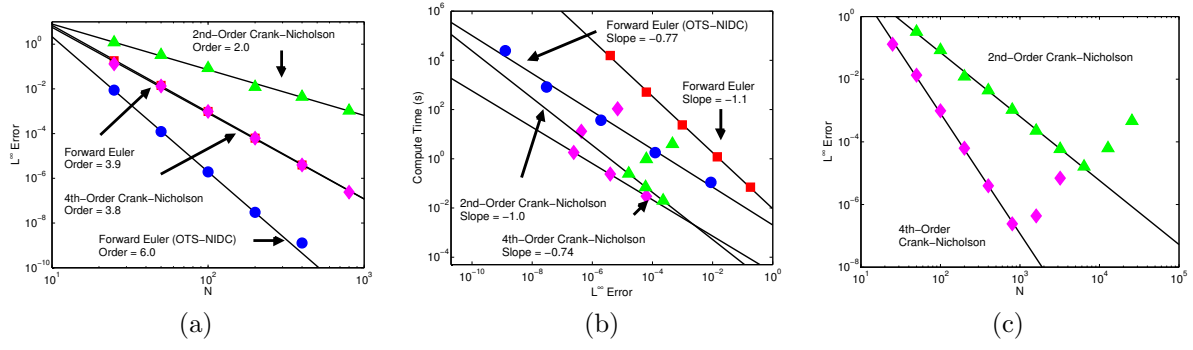 10^0
10^−2
10^−4
10^−6
10^−8
10^−10
L^∞ Error
2nd−Order Crank−Nicholson
Order = 2.0
Forward Euler
Order = 3.9
4th−Order Crank−Nicholson
Order = 3.8
Forward Euler (OTS−NIDC)
Order = 6.0
10^1
10^2
10^3
N
(a)
10^6
10^4
10^2
10^0
10^−2
10^−4
Compute Time (s)
Forward Euler (OTS−NIDC)
Slope = −0.77
Forward Euler
Slope = −1.1
2nd−Order Crank−Nicholson
Slope = −1.0
4th−Order Crank−Nicholson
Slope = −0.74
10^−10
10^−8
10^−6
10^−4
10^−2
10^0
L^∞ Error
(b)
10^0
10^−2
10^−4
10^−6
10^−8
L^∞ Error
2nd−Order Crank−Nicholson
4th−Order
Crank−Nicholson
10^1
10^2
10^3
10^4
10^5
N
(c)